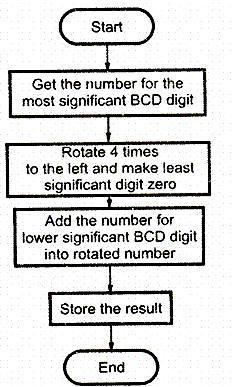 Start
Get the number for the
most significant BCD digit
Rotate 4 times
to the left and make least
significant digit zero
Add the number for
lower significant BCD digit
into rotated number
Store the result
End